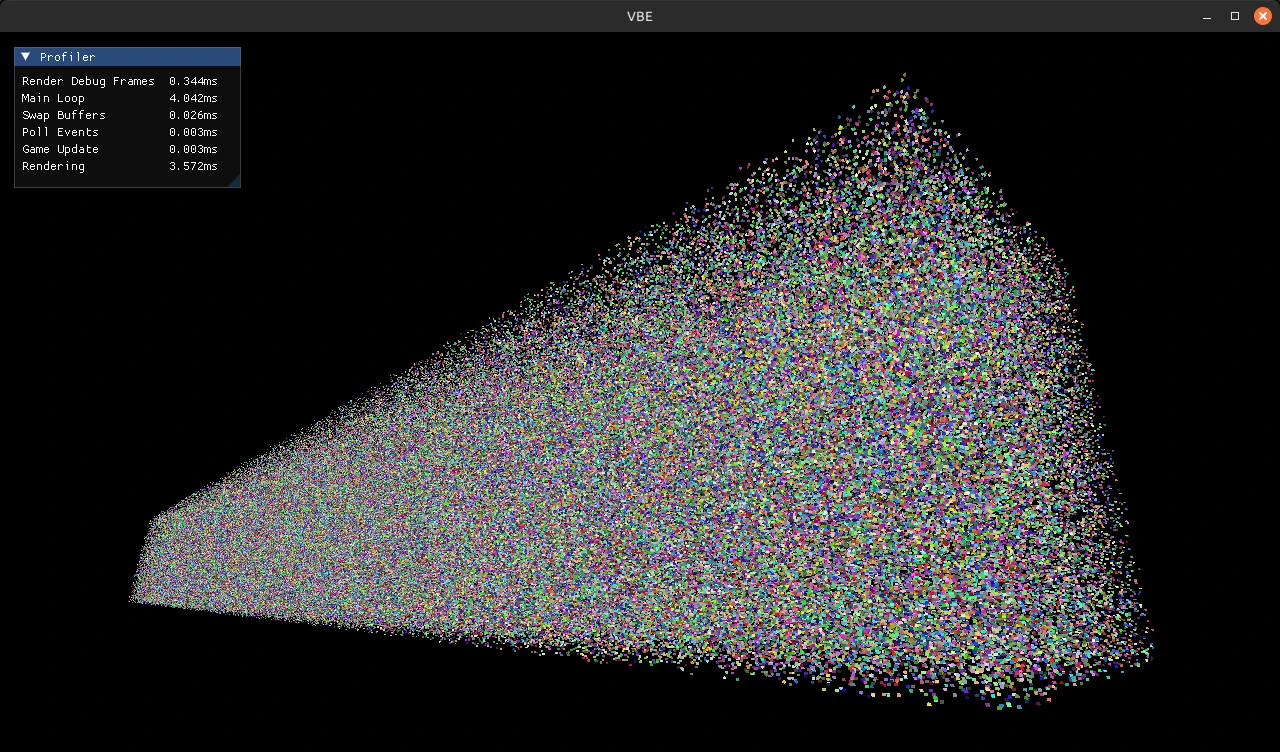 VBE
Profiler
Render Debug Frames 0.344ms
Main Loop 4.042ms
Swap Buffers 0.026ms
Poll Events 0.003ms
Game Update 0.003ms
Rendering 3.572ms